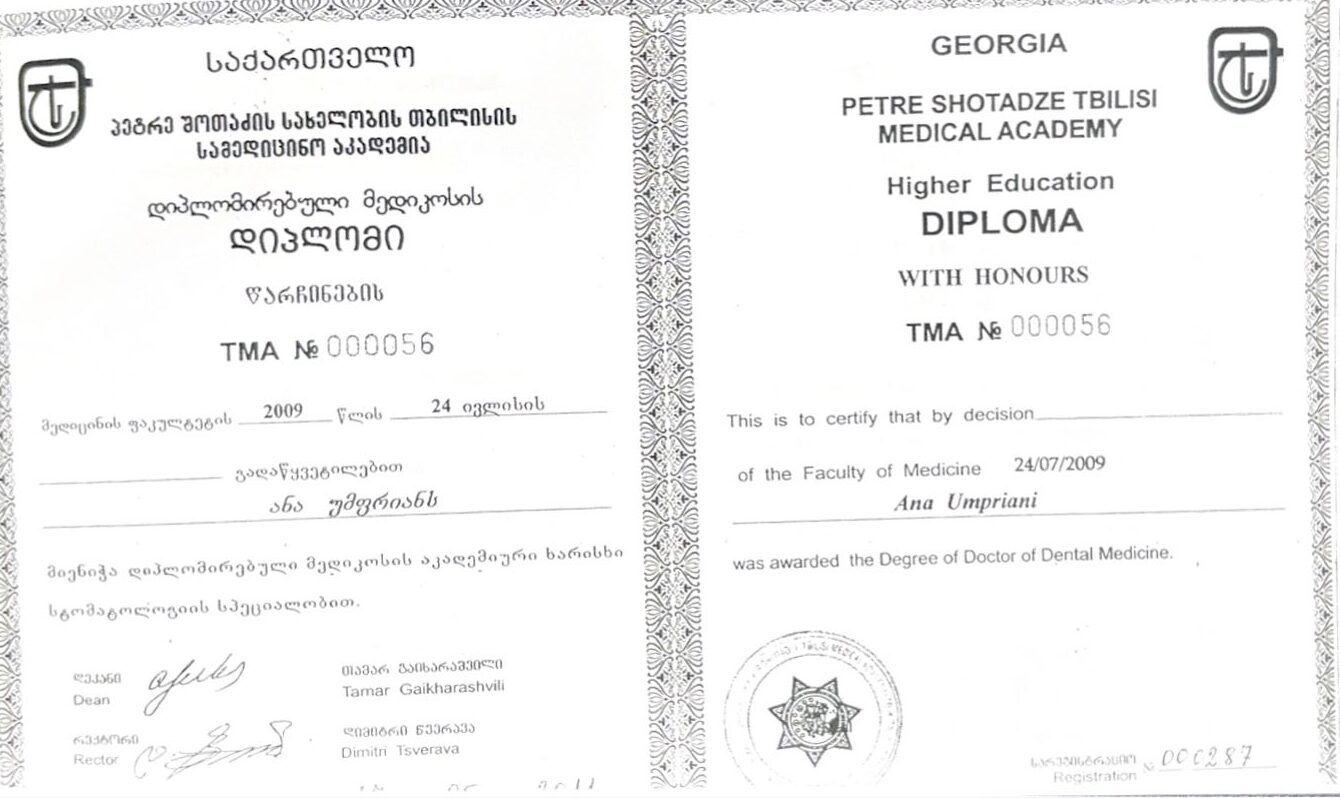 საქართველო
პეტრე შოთაძის სახელობის თბილისის
სამედიცინო აკადემია
დიპლომირებული მედიკოსის
დიპლომი
წარჩინების
TMA № 000056
მედიცინის ფაკულტეტის 2009 წლის 24 ივლისის
გადაწყვეტილებით
ანა უმფრიანს
მიენიჭა დიპლომირებული მედიკოსის აკადემიური ხარისხი
სტომატოლოგიის სპეციალობით.
დეკანი
Dean
თამარ გაიხარაშვილი
Tamar Gaikharashvili
რექტორი
Rector
დიმიტრი წვერავა
Dimitri Tsverava
GEORGIA
PETRE SHOTADZE TBILISI
MEDICAL ACADEMY
Higher Education
DIPLOMA
WITH HONOURS
TMA № 000056
This is to certify that by decision
of the Faculty of Medicine 24/07/2009
Ana Umpriani
was awarded the Degree of Doctor of Dental Medicine.
სარეგისტრაციო
Registration № 000287